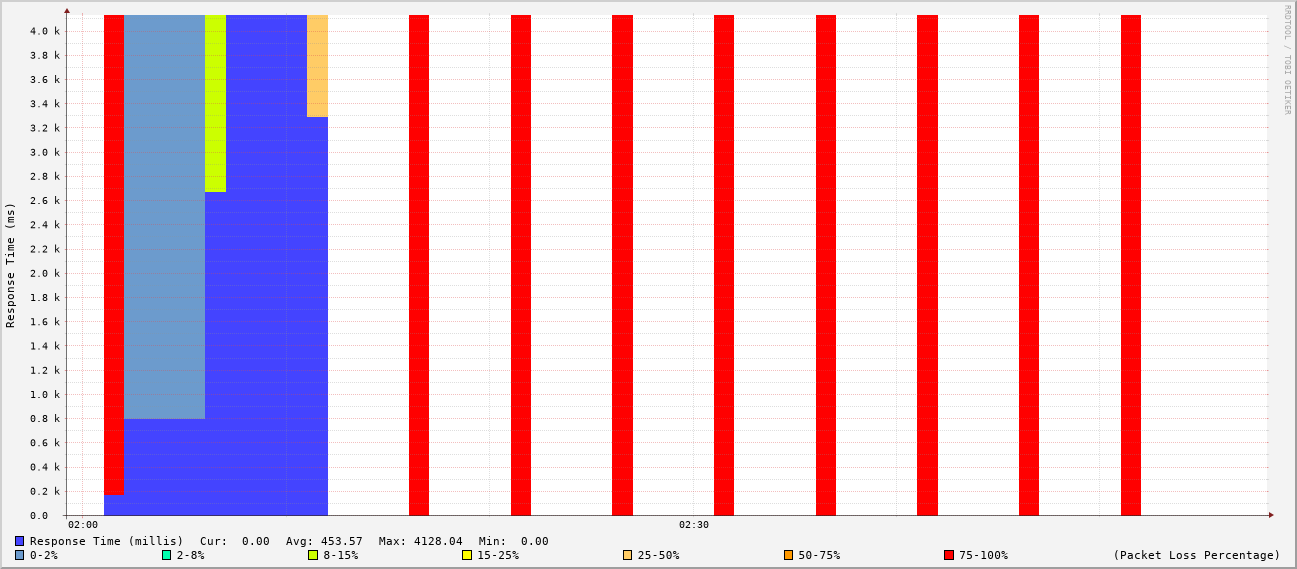 RRDTOOL / TOBI OETIKER
Response Time (ms)
4.0 k
3.8 k
3.6 k
3.4 k
3.2 k
3.0 k
2.8 k
2.6 k
2.4 k
2.2 k
2.0 k
1.8 k
1.6 k
1.4 k
1.2 k
1.0 k
0.8 k
0.6 k
0.4 k
0.2 k
0.0
02:00 02:30
Response Time (millis) Cur: 0.00 Avg: 453.57 Max: 4128.04 Min: 0.00
0-2% 2-8% 8-15% 15-25% 25-50% 50-75% 75-100% (Packet Loss Percentage)